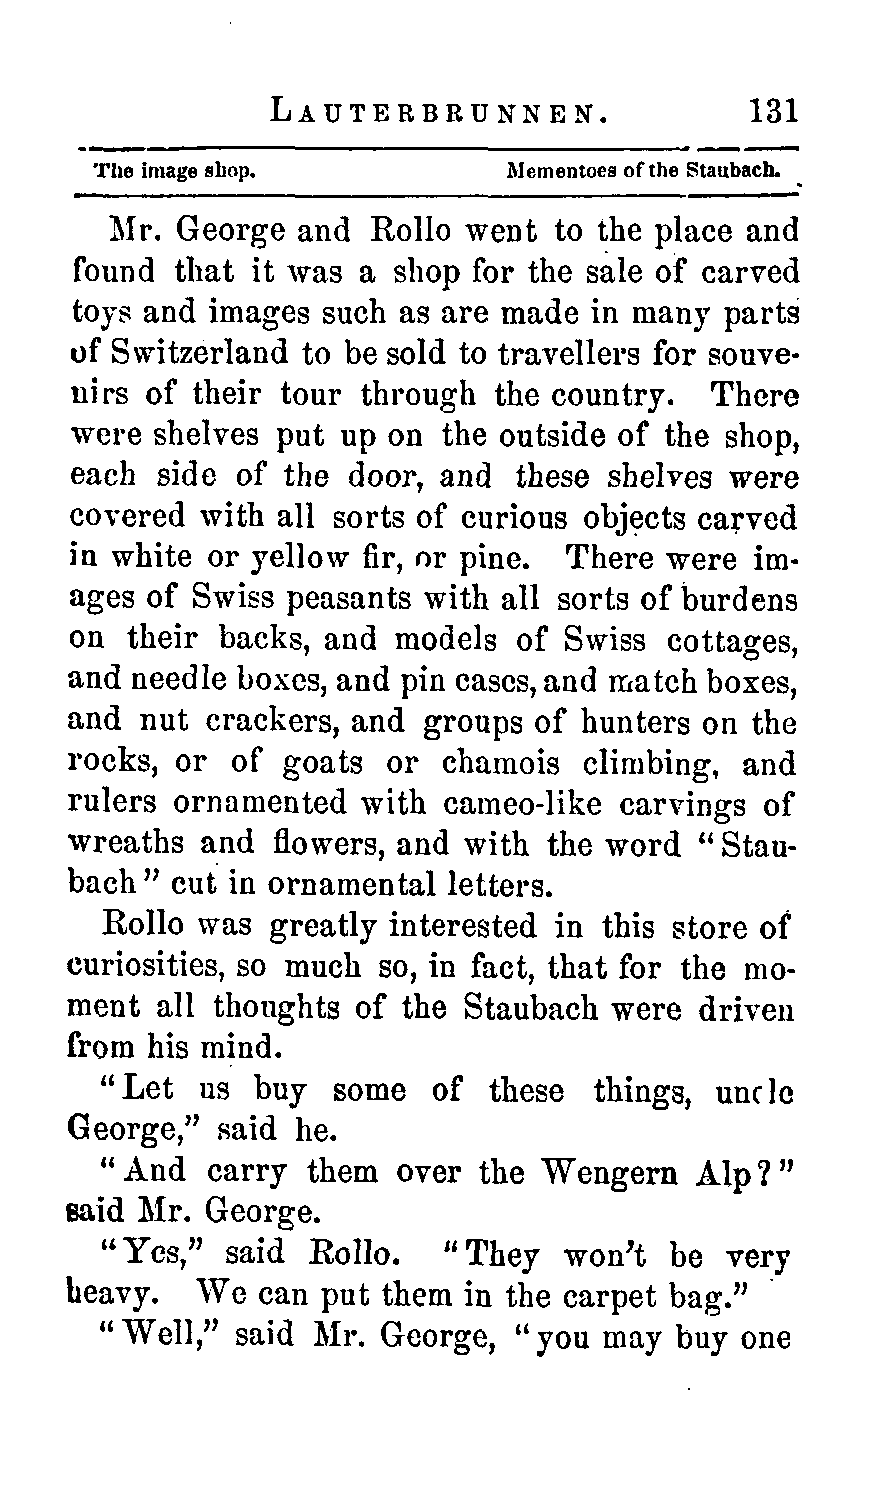 LAUTERBRUNNEN. 131
The image shop. Mementoes of the Staubach.
Mr. George and Rollo went to the place and
found that it was a shop for the sale of carved
toys and images such as are made in many parts
of Switzerland to be sold to travellers for souve-
nirs of their tour through the country. There
were shelves put up on the outside of the shop,
each side of the door, and these shelves were
covered with all sorts of curious objects carved
in white or yellow fir, or pine. There were im-
ages of Swiss peasants with all sorts of burdens
on their backs, and models of Swiss cottages,
and needle boxes, and pin cases, and match boxes,
and nut crackers, and groups of hunters on the
rocks, or of goats or chamois climbing, and
rulers ornamented with cameo-like carvings of
wreaths and flowers, and with the word "Stau-
bach" cut in ornamental letters.
Rollo was greatly interested in this store of
curiosities, so much so, in fact, that for the mo-
ment all thoughts of the Staubach were driven
from his mind.
"Let us buy some of these things, uncle
George," said he.
"And carry them over the Wengern Alp?"
said Mr. George.
"Yes," said Rollo. "They won't be very
heavy. We can put them in the carpet bag."
"Well," said Mr. George, "you may buy one